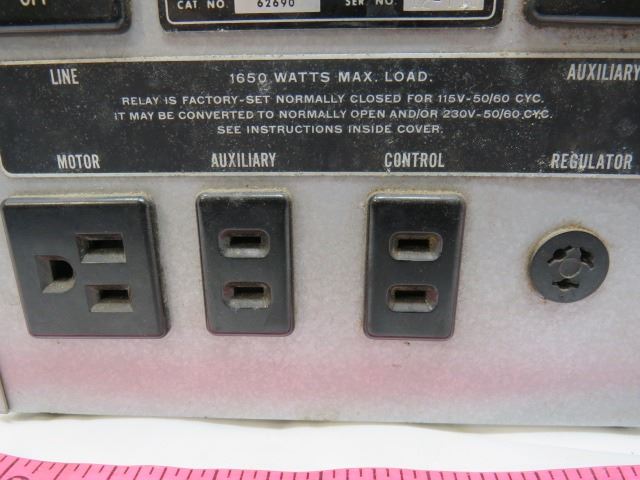 OFF
CAT. NO. 62690 SER. NO.
LINE
1650 WATTS MAX. LOAD.
AUXILIARY
RELAY IS FACTORY-SET NORMALLY CLOSED FOR 115V-50/60 CYC.
IT MAY BE CONVERTED TO NORMALLY OPEN AND/OR 230V-50/60 CYC.
SEE INSTRUCTIONS INSIDE COVER.
MOTOR AUXILIARY CONTROL REGULATOR